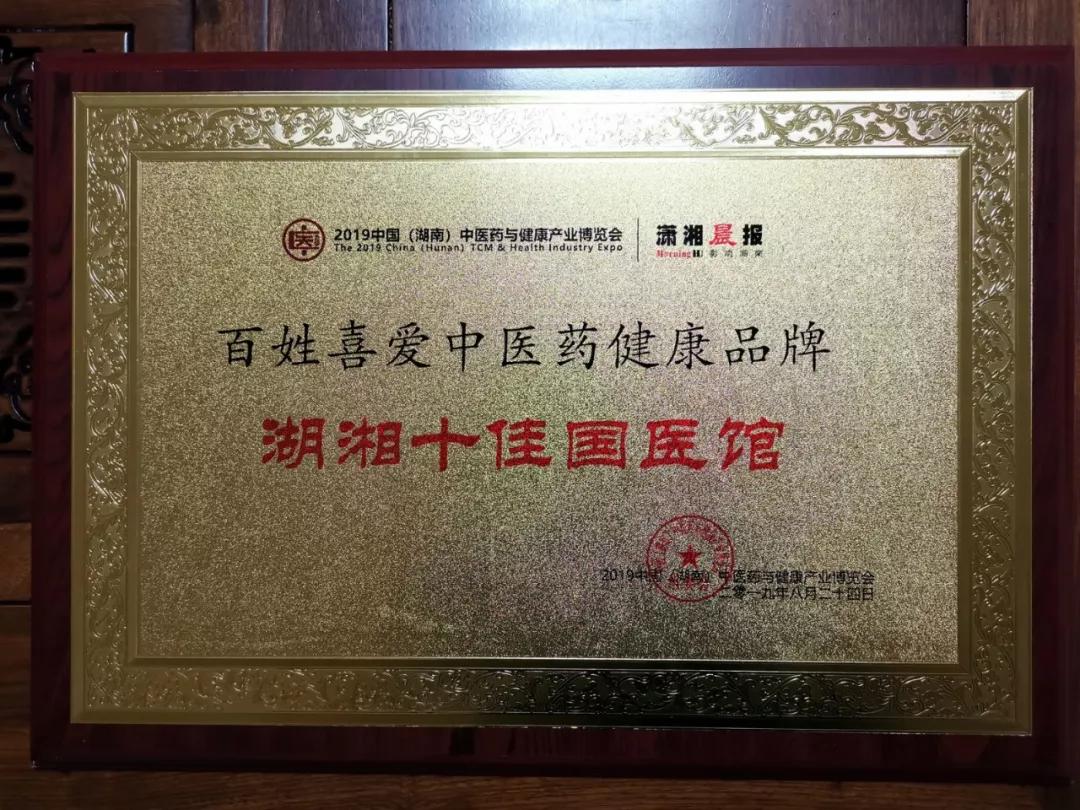 医
2019中国（湖南）中医药与健康产业博览会
The 2019 China (Hunan) TCM & Health Industry Expo
潇湘晨报
Morning
百姓喜爱中医药健康品牌
湖湘十佳国医馆
2019中国（湖南）中医药与健康产业博览会
二零一九年八月二十四日